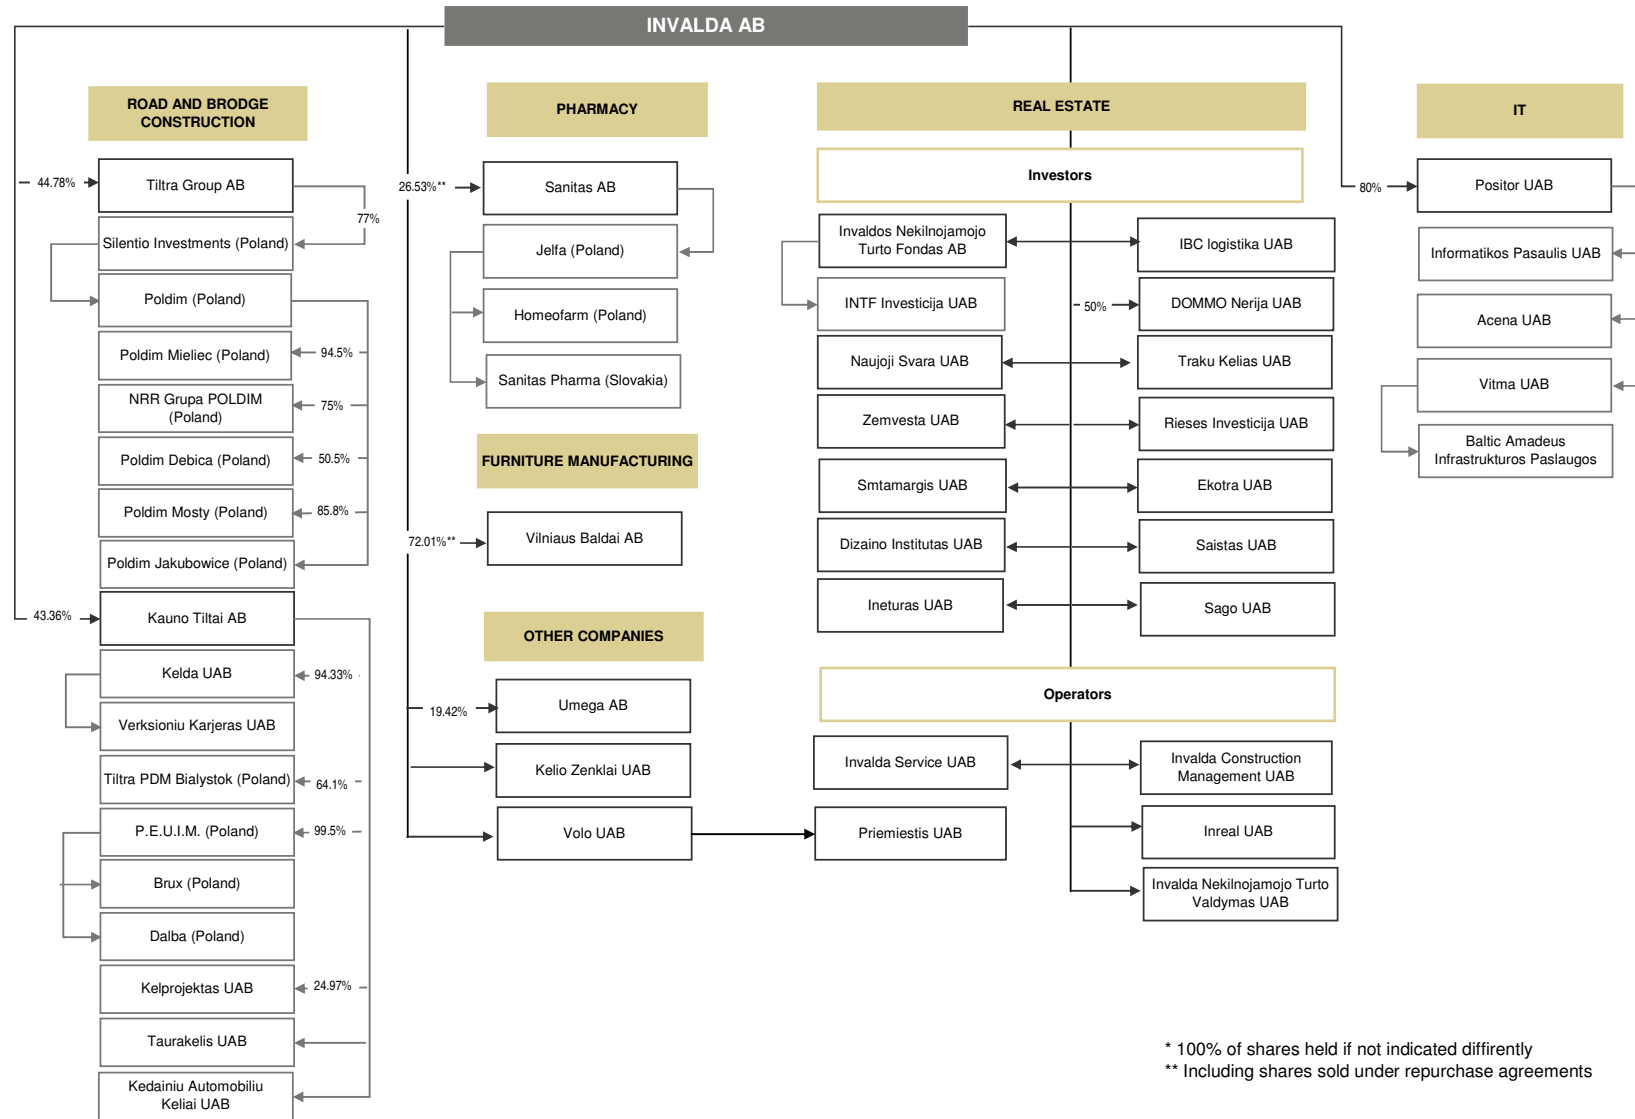 INVALDA AB
ROAD AND BRODGE
CONSTRUCTION
44.78%
Tiltra Group AB
77%
Silentio Investments (Poland)
Poldim (Poland)
Poldim Mieliec (Poland)
94.5%
NRR Grupa POLDIM
(Poland)
75%
Poldim Debica (Poland)
50.5%
Poldim Mosty (Poland)
85.8%
Poldim Jakubowice (Poland)
43.36%
Kauno Tiltai AB
Kelda UAB
94.33%
Verksioniu Karjeras UAB
Tiltra PDM Bialystok (Poland)
64.1%
P.E.U.I.M. (Poland)
99.5%
Brux (Poland)
Dalba (Poland)
Kelprojektas UAB
24.97%
Taurakelis UAB
Kedainiu Automobiliu
Keliai UAB
PHARMACY
26.53%**
Sanitas AB
Jelfa (Poland)
Homeofarm (Poland)
Sanitas Pharma (Slovakia)
FURNITURE MANUFACTURING
72.01%**
Vilniaus Baldai AB
OTHER COMPANIES
19.42%
Umega AB
Kelio Zenklai UAB
Volo UAB
REAL ESTATE
Investors
Invaldos Nekilnojamojo
Turto Fondas AB
IBC logistika UAB
INTF Investicija UAB
50%
DOMMO Nerija UAB
Naujoji Svara UAB
Traku Kelias UAB
Zemvesta UAB
Rieses Investicija UAB
Smtamargis UAB
Ekotra UAB
Dizaino Institutas UAB
Saistas UAB
Ineturas UAB
Sago UAB
Operators
Invalda Service UAB
Invalda Construction
Management UAB
Priemiestis UAB
Inreal UAB
Invalda Nekilnojamojo Turto
Valdymas UAB
IT
80%
Positor UAB
Informatikos Pasaulis UAB
Acena UAB
Vitma UAB
Baltic Amadeus
Infrastrukturos Paslaugos
* 100% of shares held if not indicated diffirently
** Including shares sold under repurchase agreements